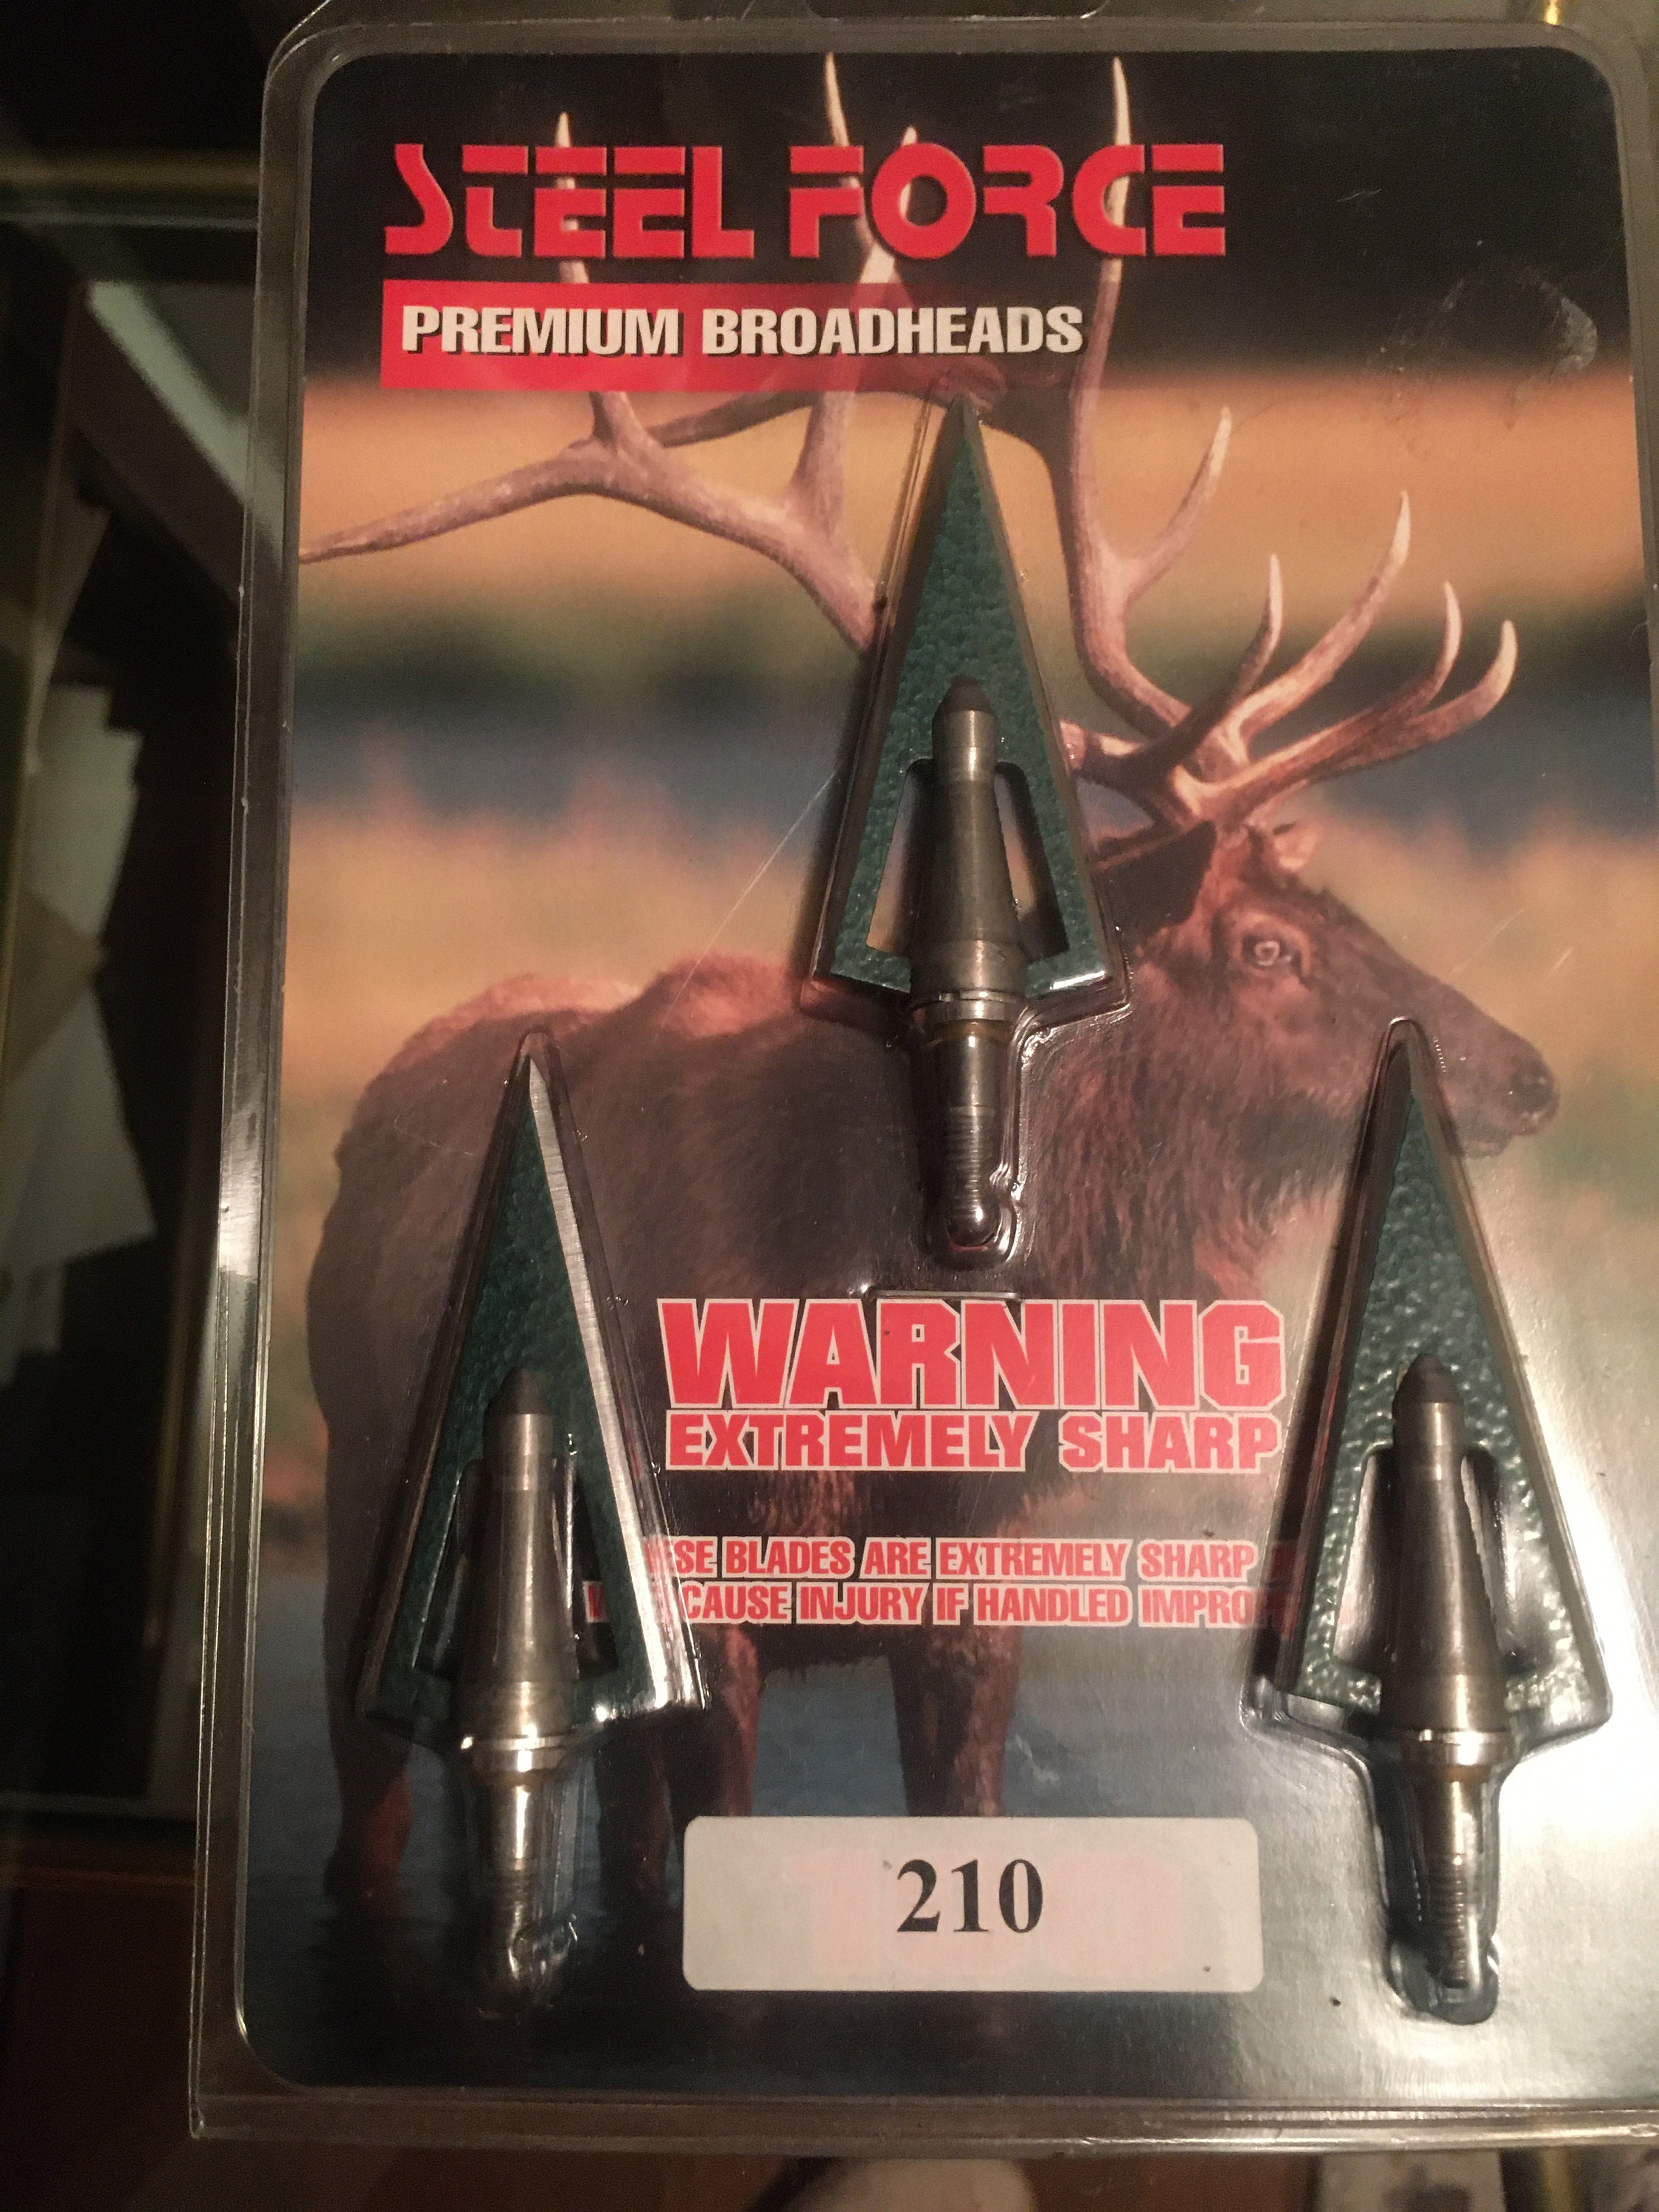 STEEL FORCE
PREMIUM BROADHEADS
WARNING
EXTREMELY SHARP
BLADES ARE EXTREMELY SHARP
CAUSE INJURY IF HANDLED
210